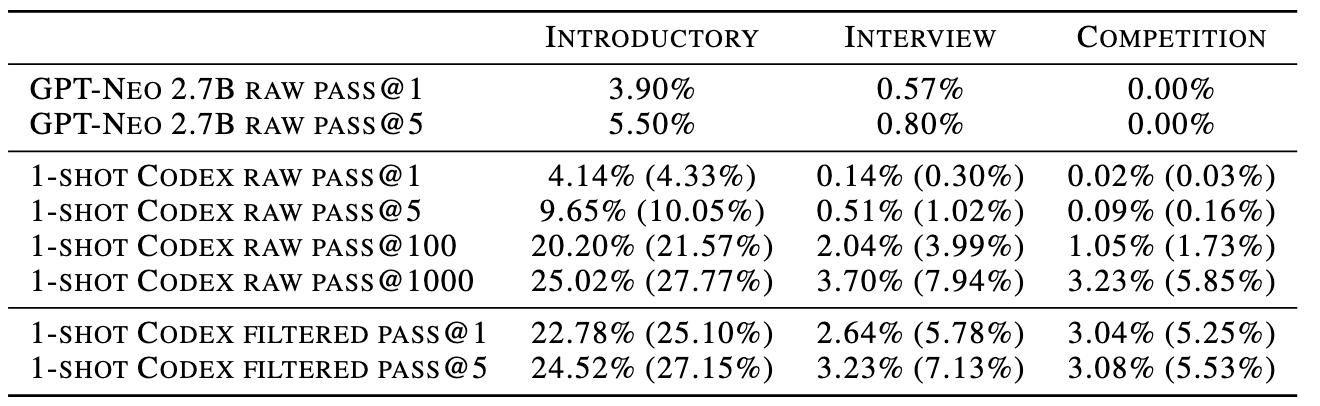 INTRODUCTORY INTERVIEW COMPETITION
GPT-NEO 2.7B RAW PASS@1 3.90% 0.57% 0.00%
GPT-NEO 2.7B RAW PASS@5 5.50% 0.80% 0.00%
1-SHOT CODEX RAW PASS@1 4.14% (4.33%) 0.14% (0.30%) 0.02% (0.03%)
1-SHOT CODEX RAW PASS@5 9.65% (10.05%) 0.51% (1.02%) 0.09% (0.16%)
1-SHOT CODEX RAW PASS@100 20.20% (21.57%) 2.04% (3.99%) 1.05% (1.73%)
1-SHOT CODEX RAW PASS@1000 25.02% (27.77%) 3.70% (7.94%) 3.23% (5.85%)
1-SHOT CODEX FILTERED PASS@1 22.78% (25.10%) 2.64% (5.78%) 3.04% (5.25%)
1-SHOT CODEX FILTERED PASS@5 24.52% (27.15%) 3.23% (7.13%) 3.08% (5.53%)